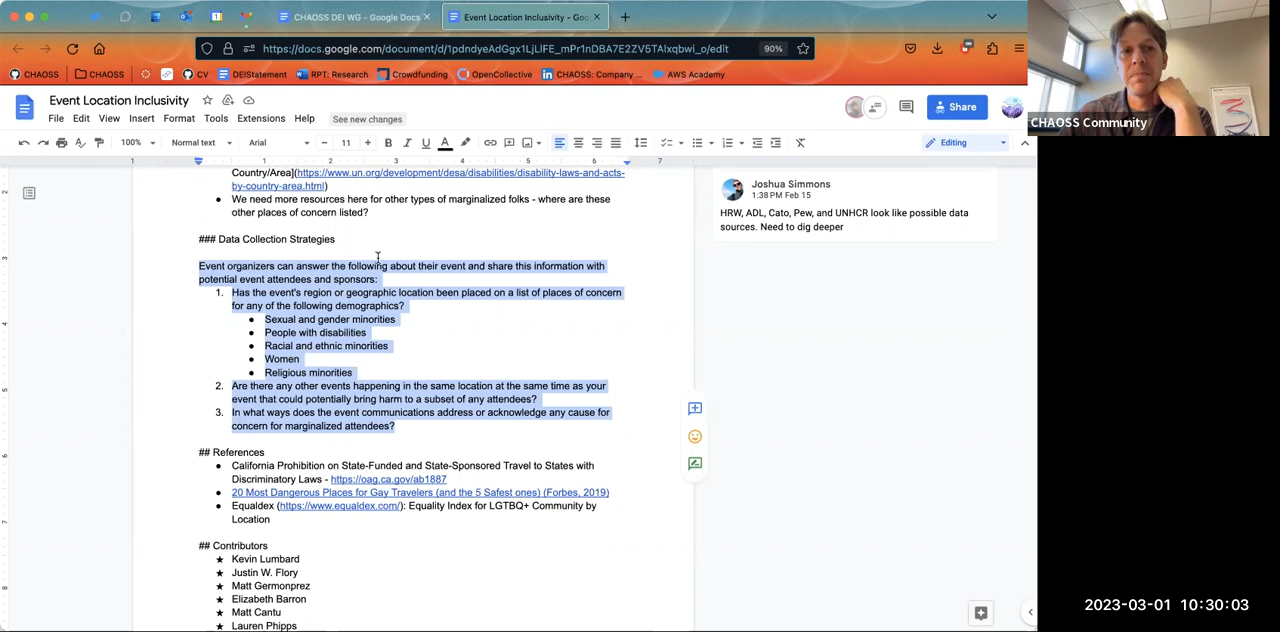 CHAOSS DEI WG - Google Docs
Event Location Inclusivity - Goo
https://docs.google.com/document/d/1pdndyeAdGgx1LjLlFE_mPr1nDBA7E2ZV5TAlxqbwi_o/edit
90%
CHAOSS
CHAOSS
CV
DEIStatement
RPT: Research
Crowdfunding
OpenCollective
CHAOSS: Company ...
AWS Academy
Event Location Inclusivity
File Edit View Insert Format Tools Extensions Help
See new changes
Share
100%
Normal text
Arial
11
Editing
1 1 2 3 4 5 6 7
Country/Area](https://www.un.org/development/desa/disabilities/disability-laws-and-acts-
by-country-area.html)
We need more resources here for other types of marginalized folks - where are these
other places of concern listed?
### Data Collection Strategies
Event organizers can answer the following about their event and share this information with
potential event attendees and sponsors:
1. Has the event's region or geographic location been placed on a list of places of concern
for any of the following demographics?
Sexual and gender minorities
People with disabilities
Racial and ethnic minorities
Women
Religious minorities
2. Are there any other events happening in the same location at the same time as your
event that could potentially bring harm to a subset of any attendees?
3. In what ways does the event communications address or acknowledge any cause for
concern for marginalized attendees?
## References
California Prohibition on State-Funded and State-Sponsored Travel to States with
Discriminatory Laws - https://oag.ca.gov/ab1887
20 Most Dangerous Places for Gay Travelers (and the 5 Safest ones) (Forbes, 2019)
Equaldex (https://www.equaldex.com/): Equality Index for LGTBQ+ Community by
Location
## Contributors
Kevin Lumbard
Justin W. Flory
Matt Germonprez
Elizabeth Barron
Matt Cantu
Lauren Phipps
Joshua Simmons
1:38 PM Feb 15
HRW, ADL, Cato, Pew, and UNHCR look like possible data
sources. Need to dig deeper
CHAOSS Community
2023-03-01 10:30:03